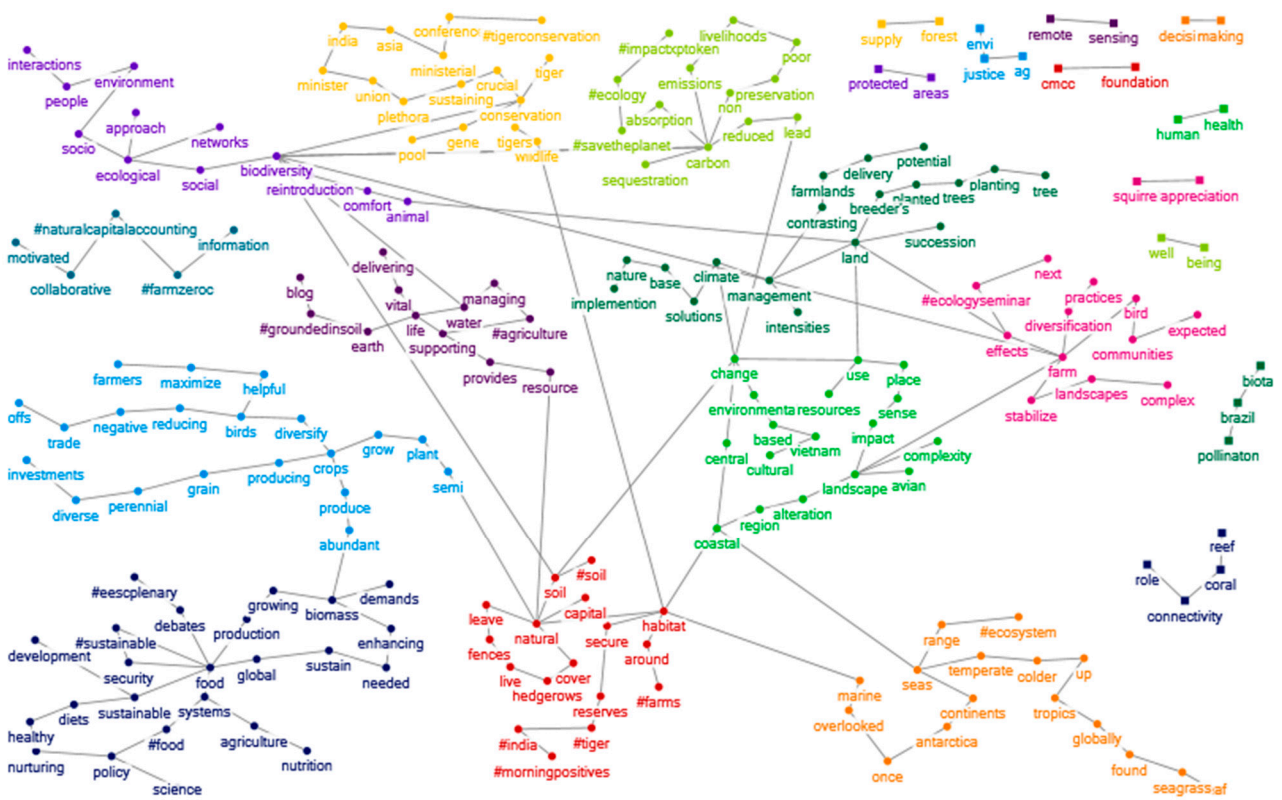 interactions
environment
people
approach
socio
networks
ecological
social
biodiversity
reintroduction
comfort
animal
india
asia
conferenc
#tigerconservation
ministerial
minister
union
crucial
tiger
sustaining
plethora
conservation
pool
gene
tigers
wildlife
livelihoods
#impactxptoken
poor
emissions
#ecology
preservation
non
absorption
reduced
lead
#savetheplanet
carbon
sequestration
supply
forest
envi
justice
ag
remote
sensing
decisi
making
protected
areas
cmcc
foundation
human
health
squirre
appreciation
well
being
#naturalcapitalaccounting
motivated
information
collaborative
#farmzeroc
delivering
blog
vital
managing
#groundedinsoil
life
water
#agriculture
earth
supporting
provides
resource
potential
delivery
farmlands
planting
tree
breeder's
planted
trees
contrasting
succession
land
nature
base
climate
management
implemention
solutions
intensities
next
#ecologyseminar
practices
bird
diversification
expected
effects
communities
farm
landscapes
complex
stabilize
biota
brazil
pollinaton
change
use
place
environmenta
resources
sense
based
vietnam
impact
central
cultural
complexity
landscape
avian
alteration
region
coastal
farmers
maximize
helpful
offs
trade
negative
reducing
birds
diversify
grow
plant
investments
crops
producing
semi
grain
perennial
diverse
produce
abundant
reef
role
coral
connectivity
#eescplenary
growing
biomass
demands
debates
production
#sustainable
enhancing
development
security
food
global
sustain
needed
diets
sustainable
systems
healthy
#food
agriculture
nurturing
policy
nutrition
science
soil
#soil
leave
capital
natural
secure
habitat
fences
around
live
cover
hedgerows
#farms
reserves
#india
#tiger
#morningpositives
range
#ecosystem
seas
temperate
colder
up
marine
continents
overlooked
tropics
antarctica
globally
once
found
seagrass
af